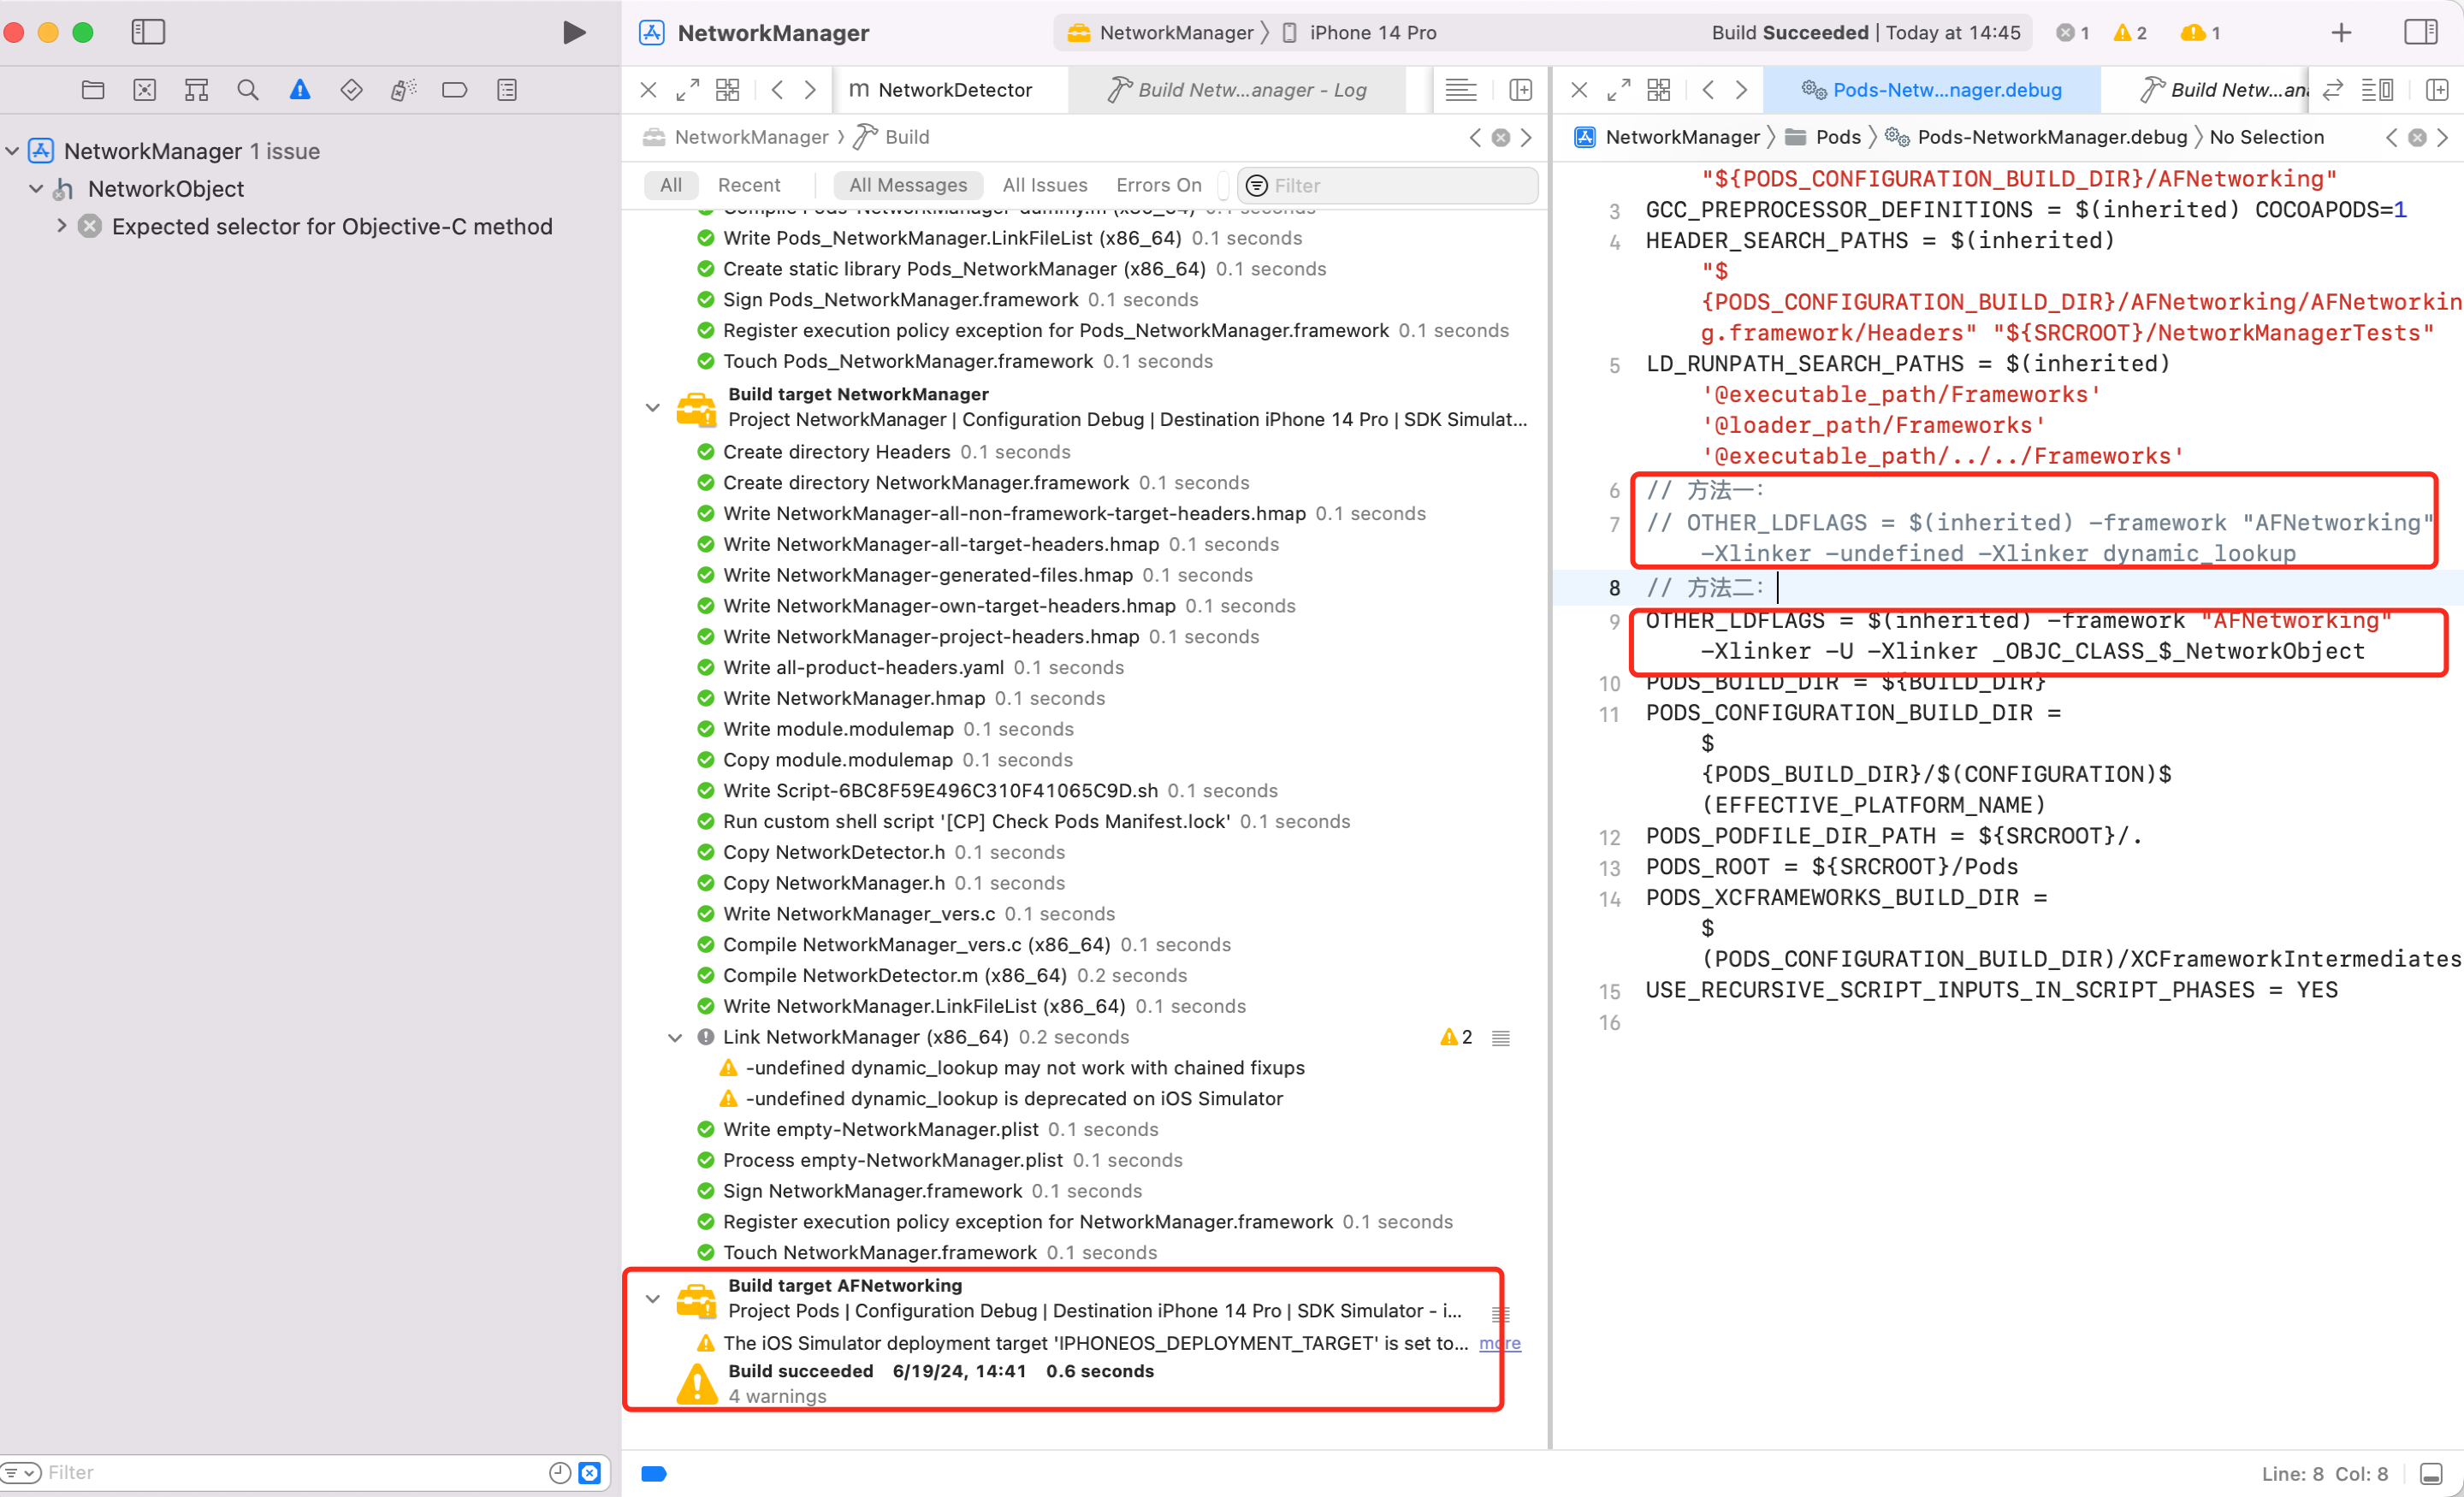 NetworkManager
NetworkManager 〉 iPhone 14 Pro
Build Succeeded | Today at 14:45
1
2
1
NetworkManager 1 issue
NetworkObject
Expected selector for Objective-C method
Filter
m NetworkDetector
Build Netw...anager - Log
NetworkManager 〉 Build
All Recent All Messages All Issues Errors On Filter
Compile Pods-NetworkManager-dummy.m (x86_64) 0.1 seconds
Write Pods_NetworkManager.LinkFileList (x86_64) 0.1 seconds
Create static library Pods_NetworkManager (x86_64) 0.1 seconds
Sign Pods_NetworkManager.framework 0.1 seconds
Register execution policy exception for Pods_NetworkManager.framework 0.1 seconds
Touch Pods_NetworkManager.framework 0.1 seconds
Build target NetworkManager
Project NetworkManager | Configuration Debug | Destination iPhone 14 Pro | SDK Simulat...
Create directory Headers 0.1 seconds
Create directory NetworkManager.framework 0.1 seconds
Write NetworkManager-all-non-framework-target-headers.hmap 0.1 seconds
Write NetworkManager-all-target-headers.hmap 0.1 seconds
Write NetworkManager-generated-files.hmap 0.1 seconds
Write NetworkManager-own-target-headers.hmap 0.1 seconds
Write NetworkManager-project-headers.hmap 0.1 seconds
Write all-product-headers.yaml 0.1 seconds
Write NetworkManager.hmap 0.1 seconds
Write module.modulemap 0.1 seconds
Copy module.modulemap 0.1 seconds
Write Script-6BC8F59E496C310F41065C9D.sh 0.1 seconds
Run custom shell script '[CP] Check Pods Manifest.lock' 0.1 seconds
Copy NetworkDetector.h 0.1 seconds
Copy NetworkManager.h 0.1 seconds
Write NetworkManager_vers.c 0.1 seconds
Compile NetworkManager_vers.c (x86_64) 0.1 seconds
Compile NetworkDetector.m (x86_64) 0.2 seconds
Write NetworkManager.LinkFileList (x86_64) 0.1 seconds
Link NetworkManager (x86_64) 0.2 seconds 2
-undefined dynamic_lookup may not work with chained fixups
-undefined dynamic_lookup is deprecated on iOS Simulator
Write empty-NetworkManager.plist 0.1 seconds
Process empty-NetworkManager.plist 0.1 seconds
Sign NetworkManager.framework 0.1 seconds
Register execution policy exception for NetworkManager.framework 0.1 seconds
Touch NetworkManager.framework 0.1 seconds
Build target AFNetworking
Project Pods | Configuration Debug | Destination iPhone 14 Pro | SDK Simulator - i...
The iOS Simulator deployment target 'IPHONEOS_DEPLOYMENT_TARGET' is set to... more
Build succeeded 6/19/24, 14:41 0.6 seconds
4 warnings
Pods-Netw...nager.debug
Build Netw...ana
NetworkManager 〉 Pods 〉 Pods-NetworkManager.debug 〉 No Selection
"${PODS_CONFIGURATION_BUILD_DIR}/AFNetworking"
3 GCC_PREPROCESSOR_DEFINITIONS = $(inherited) COCOAPODS=1
4 HEADER_SEARCH_PATHS = $(inherited)
"$
{PODS_CONFIGURATION_BUILD_DIR}/AFNetworking/AFNetworkin
g.framework/Headers" "${SRCROOT}/NetworkManagerTests"
5 LD_RUNPATH_SEARCH_PATHS = $(inherited)
'@executable_path/Frameworks'
'@loader_path/Frameworks'
'@executable_path/../../Frameworks'
6 // 方法一：
7 // OTHER_LDFLAGS = $(inherited) -framework "AFNetworking"
-Xlinker -undefined -Xlinker dynamic_lookup
8 // 方法二：
9 OTHER_LDFLAGS = $(inherited) -framework "AFNetworking"
-Xlinker -U -Xlinker _OBJC_CLASS_$_NetworkObject
10 PODS_BUILD_DIR = ${BUILD_DIR}
11 PODS_CONFIGURATION_BUILD_DIR =
$
{PODS_BUILD_DIR}/$(CONFIGURATION)$
(EFFECTIVE_PLATFORM_NAME)
12 PODS_PODFILE_DIR_PATH = ${SRCROOT}/.
13 PODS_ROOT = ${SRCROOT}/Pods
14 PODS_XCFRAMEWORKS_BUILD_DIR =
$
(PODS_CONFIGURATION_BUILD_DIR)/XCFrameworkIntermediates
15 USE_RECURSIVE_SCRIPT_INPUTS_IN_SCRIPT_PHASES = YES
16
Line: 8 Col: 8